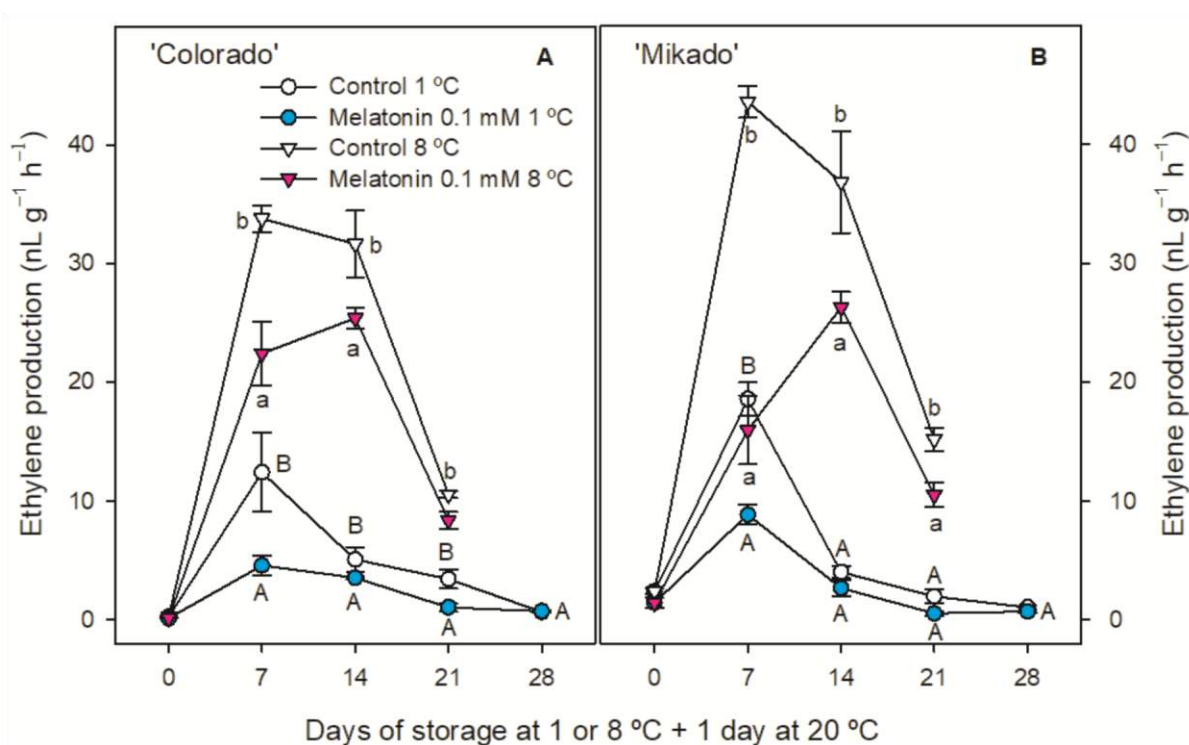 'Colorado' A
Control 1 ºC
Melatonin 0.1 mM 1 ºC
Control 8 ºC
Melatonin 0.1 mM 8 ºC
Ethylene production (nL g⁻¹ h⁻¹)
40
30
20
10
0
b
b
a
a
b
B
B
B
A
A
A
A
0 7 14 21 28
'Mikado' B
b
b
a
a
b
a
B
A
A
A
A
A
A
40
30
20
10
0
Ethylene production (nL g⁻¹ h⁻¹)
0 7 14 21 28
Days of storage at 1 or 8 ºC + 1 day at 20 ºC